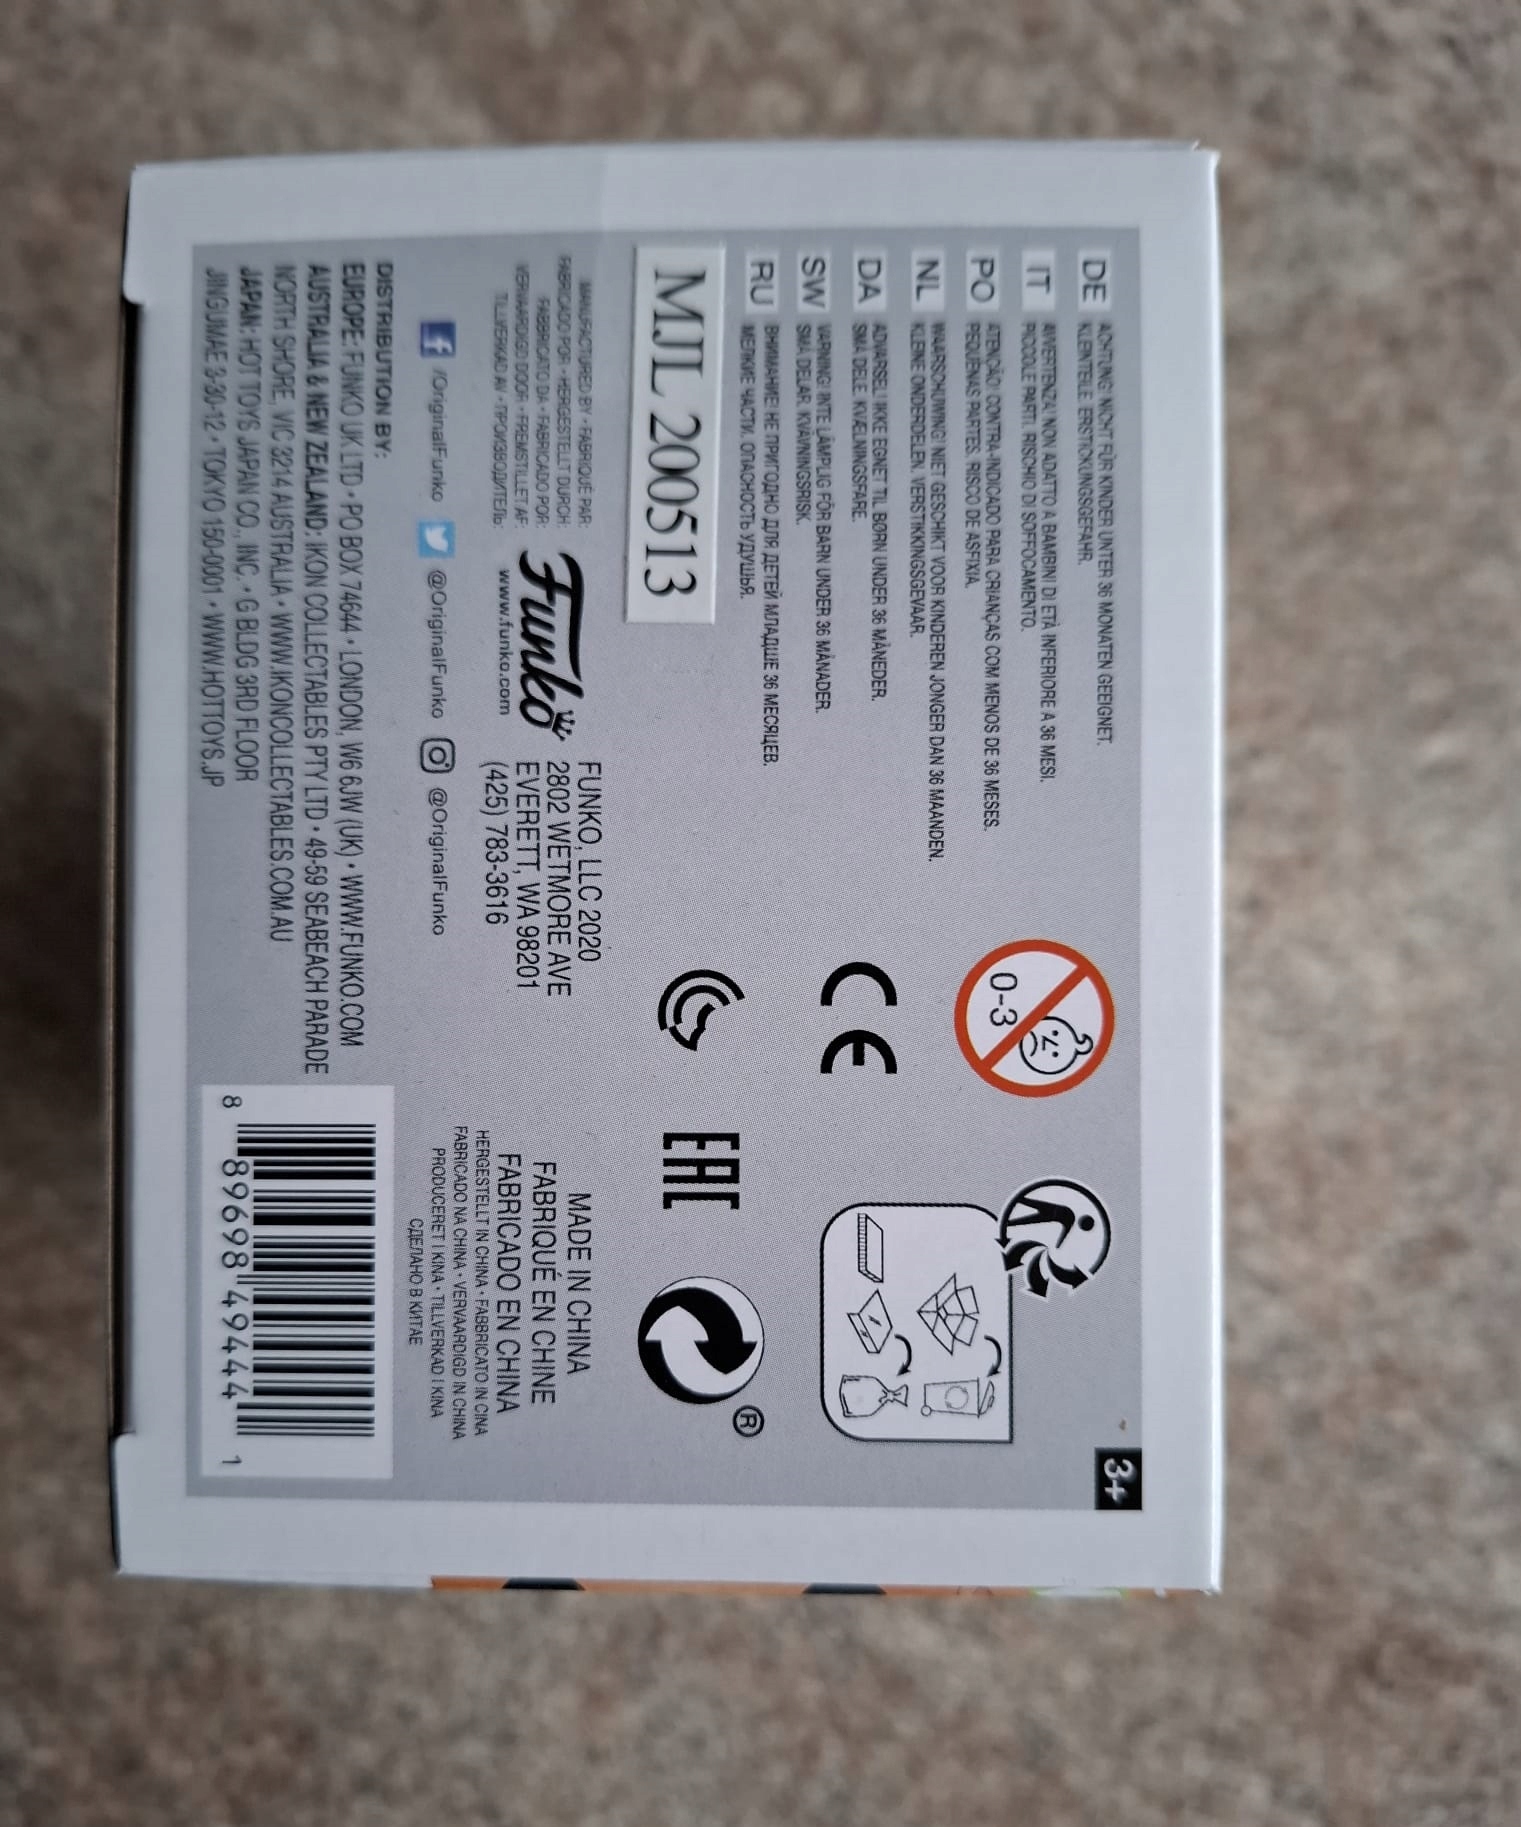 DE ACHTUNG! NICHT FÜR KINDER UNTER 36 MONATEN GEEIGNET.
KLEINTEILE. ERSTICKUNGSGEFAHR.
IT AVVERTENZA! NON ADATTO A BAMBINI DI ETÀ INFERIORE A 36 MESI.
PICCOLE PARTI. RISCHIO DI SOFFOCAMENTO.
PO ATENÇÃO! CONTRA-INDICADO PARA CRIANÇAS COM MENOS DE 36 MESES.
PEQUENAS PARTES. RISCO DE ASFIXIA.
NL WAARSCHUWING! NIET GESCHIKT VOOR KINDEREN JONGER DAN 36 MAANDEN.
KLEINE ONDERDELEN. VERSTIKKINGSGEVAAR.
DA ADVARSEL! IKKE EGNET TIL BØRN UNDER 36 MÅNEDER.
SMÅ DELE. KVÆLNINGSFARE.
SW VARNING! INTE LÄMPLIG FÖR BARN UNDER 36 MÅNADER.
SMÅ DELAR. KVÄVNINGSRISK.
RU ВНИМАНИЕ! НЕ ПРИГОДНО ДЛЯ ДЕТЕЙ МЛАДШЕ 36 МЕСЯЦЕВ.
МЕЛКИЕ ЧАСТИ. ОПАСНОСТЬ УДУШЬЯ.
3+
0-3
CE
EAC
®
MJL 200513
MANUFACTURED BY • FABRIQUÉ PAR:
FABRICADO POR • HERGESTELLT DURCH:
FABBRICATO DA • FABRICADO POR:
VERVAARDIGD DOOR • FREMSTILLET AF:
TILLVERKAD AV • ПРОИЗВОДИТЕЛЬ:
Funko
www.funko.com
FUNKO, LLC 2020
2802 WETMORE AVE
EVERETT, WA 98201
(425) 783-3616
MADE IN CHINA
FABRIQUÉ EN CHINE
FABRICADO EN CHINA
HERGESTELLT IN CHINA • FABBRICATO IN CINA
FABRICADO NA CHINA • VERVAARDIGD IN CHINA
PRODUCERET I KINA • TILLVERKAD I KINA
СДЕЛАНО В КИТАЕ
f /OriginalFunko @OriginalFunko @OriginalFunko
DISTRIBUTION BY:
EUROPE: FUNKO UK LTD • PO BOX 74644 • LONDON, W6 6JW (UK) • WWW.FUNKO.COM
AUSTRALIA & NEW ZEALAND: IKON COLLECTABLES PTY LTD • 49-59 SEABEACH PARADE
NORTH SHORE, VIC 3214 AUSTRALIA • WWW.IKONCOLLECTABLES.COM.AU
JAPAN: HOT TOYS JAPAN CO., INC. • G BLDG 3RD FLOOR
JINGUMAE 3-30-12 • TOKYO 150-0001 • WWW.HOTTOYS.JP
8 89698 49444 1